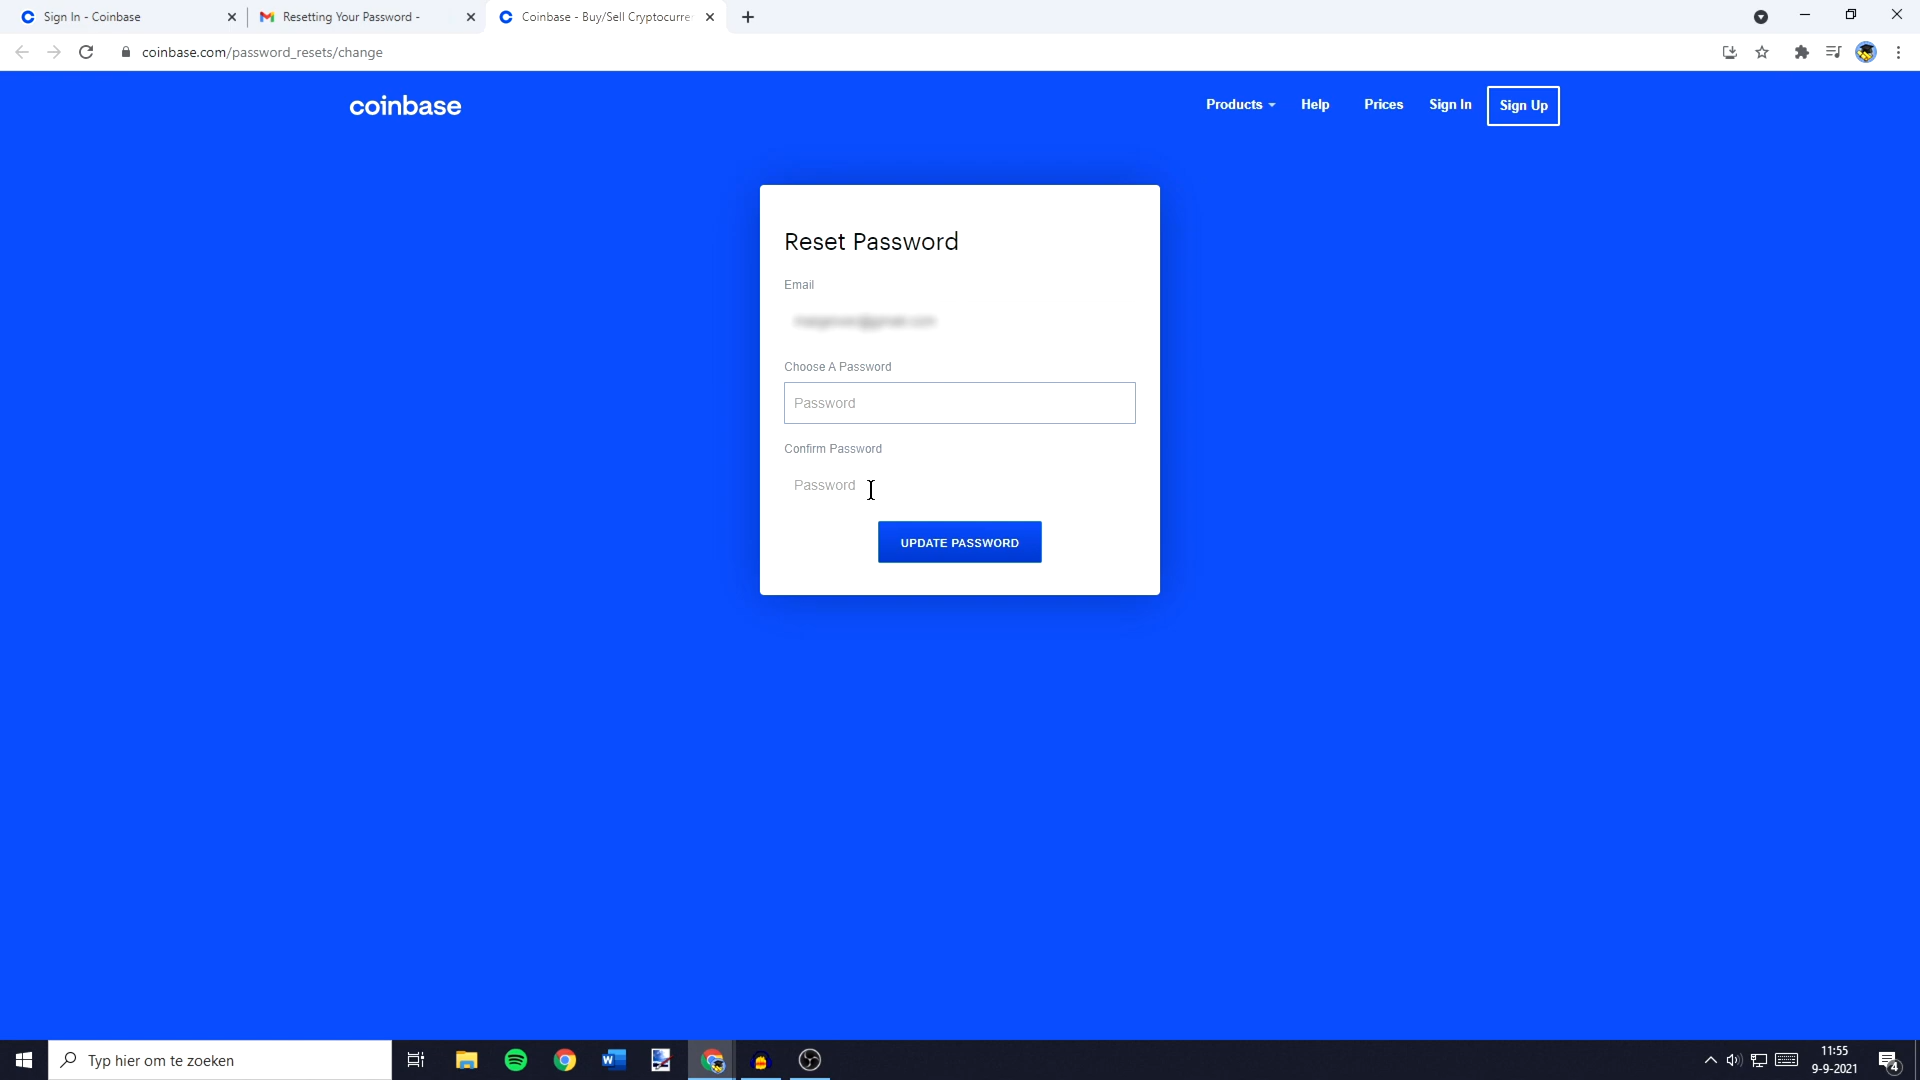 Sign In - Coinbase
Resetting Your Password -
Coinbase - Buy/Sell Cryptocurre
coinbase.com/password_resets/change
coinbase
Products
Help
Prices
Sign In
Sign Up
Reset Password
Email
Choose A Password
Password
Confirm Password
Password
UPDATE PASSWORD
Typ hier om te zoeken
11:55
9-9-2021
4